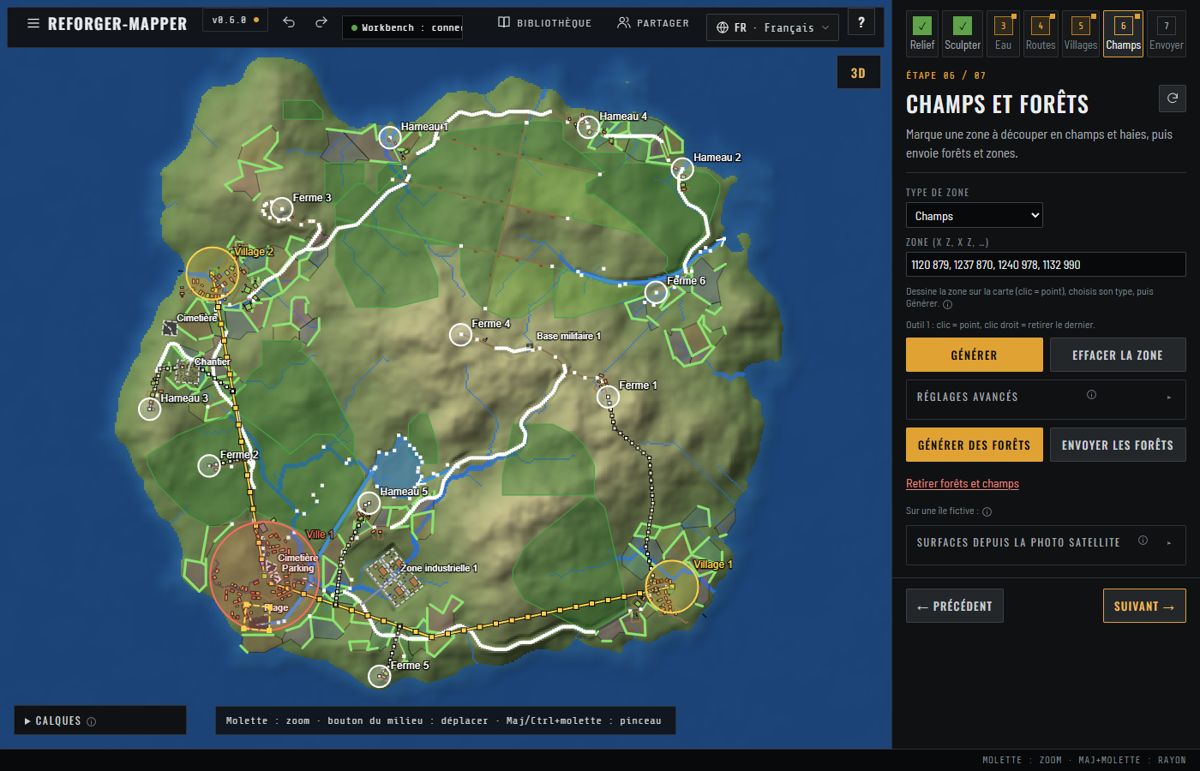 REFORGER-MAPPER
v0.5.0
Workbench : connec
BIBLIOTHÈQUE
PARTAGER
FR · Français
?
3D
Hameau 1
Hameau 4
Hameau 2
Ferme 3
Village 2
Ferme 6
Cimetière
Ferme 4
Base militaire 1
Chantier
Ferme 1
Hameau 3
Ferme 2
Hameau 5
Ville 1
Cimetière
Parking
Zone industrielle 1
Village 1
Plage
Ferme 5
CALQUES
Molette : zoom · bouton du milieu : déplacer · Maj/Ctrl+molette : pinceau
Relief
Sculpter
3
Eau
4
Routes
5
Villages
6
Champs
7
Envoyer
ÉTAPE 06 / 07
CHAMPS ET FORÊTS
Marque une zone à découper en champs et haies, puis
envoie forêts et zones.
TYPE DE ZONE
Champs
ZONE (X Z, X Z, …)
1120 879, 1237 870, 1240 978, 1132 990
Dessine la zone sur la carte (clic = point), choisis son type, puis
Générer.
Outil 1 : clic = point, clic droit = retirer le dernier.
GÉNÉRER
EFFACER LA ZONE
RÉGLAGES AVANCÉS
GÉNÉRER DES FORÊTS
ENVOYER LES FORÊTS
Retirer forêts et champs
Sur une île fictive :
SURFACES DEPUIS LA PHOTO SATELLITE
← PRÉCÉDENT
SUIVANT →
MOLETTE : ZOOM · MAJ+MOLETTE : RAYON